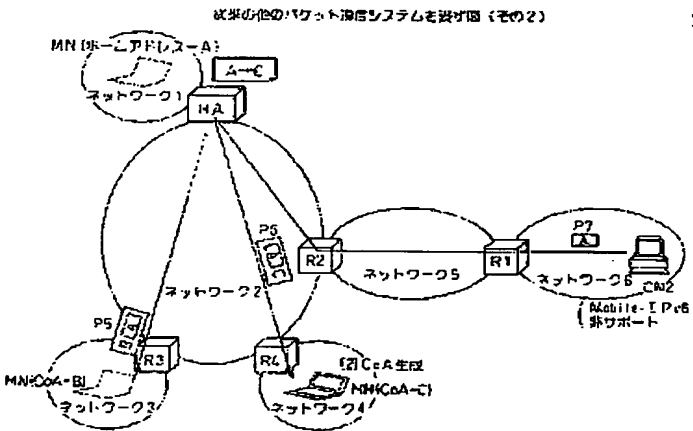 従来の他のパケット通信システムを表す図（その２）
MN(ホームアドレス=A)
A→C
ネットワーク1
HA
P5
A C
P7
A
R2
R1
ネットワーク5
ネットワーク6
CN2
ネットワーク2
Mobile-IPv6
非サポート
P5
B A
R3
R4
(2)CoA生成
MN(CoA=B)
MN(CoA=C)
ネットワーク3
ネットワーク4